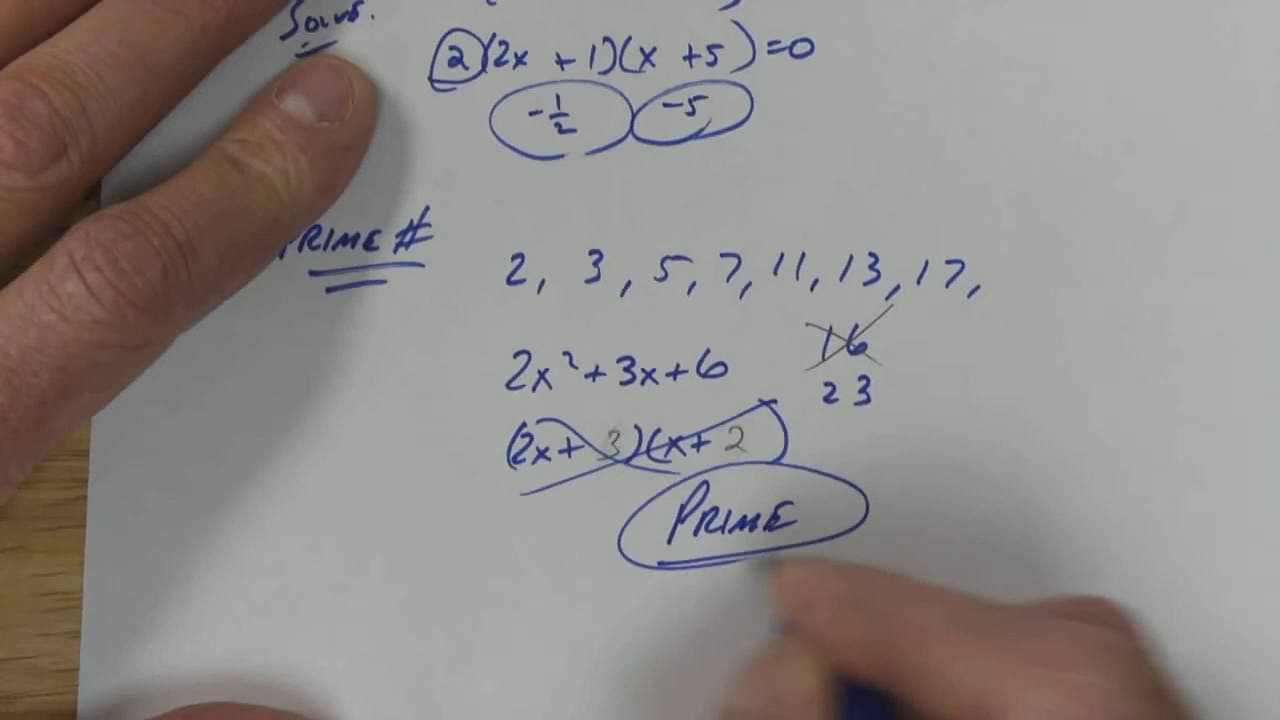 Solve.
2(2x + 1)(x + 5) = 0
-1/2 -5
PRIME #
2, 3, 5, 7, 11, 13, 17,
2x² + 3x + 6
16
23
(2x + 3)(x + 2)
PRIME